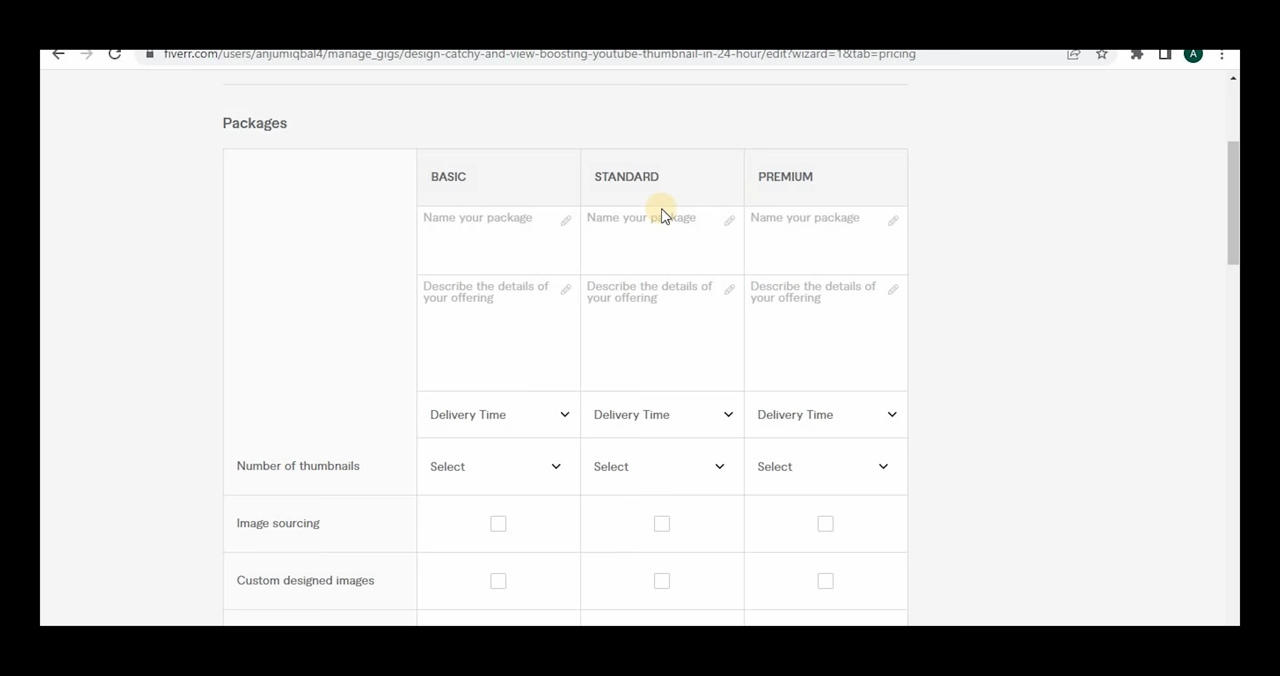 fiverr.com/users/anjumiqbal4/manage_gigs/design-catchy-and-view-boosting-youtube-thumbnail-in-24-hour/edit?wizard=1&tab=pricing
A
Packages
BASIC
STANDARD
PREMIUM
Name your package
Name your package
Name your package
Describe the details of
your offering
Describe the details of
your offering
Describe the details of
your offering
Delivery Time
Delivery Time
Delivery Time
Number of thumbnails
Select
Select
Select
Image sourcing
Custom designed images